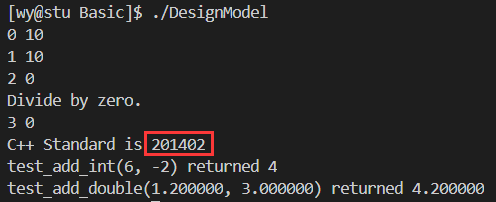 [wy@stu Basic]$ ./DesignModel
0 10
1 10
2 0
Divide by zero.
3 0
C++ Standard is 201402
test_add_int(6, -2) returned 4
test_add_double(1.200000, 3.000000) returned 4.200000